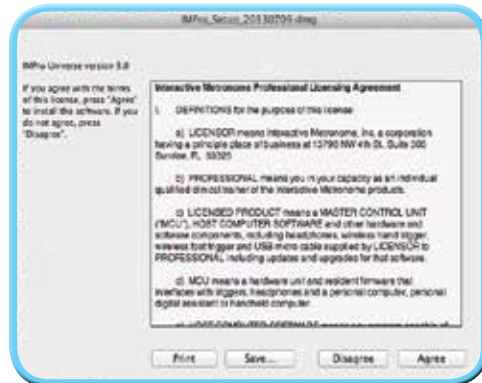 IMPro_Setup_20130709.dmg
IMPro Universe version 9.0
If you agree with the terms
of this license, press "Agree"
to install the software. If you
do not agree, press
"Disagree".
Interactive Metronome Professional Licensing Agreement
I. DEFINITIONS for the purpose of this license
a) LICENSOR means Interactive Metronome, Inc. a corporation
having a principle place of business at 13790 NW 4th St. Suite 300
Sunrise, FL. 33325
b) PROFESSIONAL means you in your capacity as an individual
qualified clinical trainer of the Interactive Metronome products.
c) LICENSED PRODUCT means a MASTER CONTROL UNIT
("MCU"), HOST COMPUTER SOFTWARE and other hardware and
software components, including headphones, wireless hand trigger,
wireless foot trigger and USB micro cable supplied by LICENSOR to
PROFESSIONAL including updates and upgrades for that software.
d) MCU means a hardware unit and resident firmware that
interfaces with triggers, headphones and a personal computer, personal
digital assistant or handheld computer.
Print
Save...
Disagree
Agree